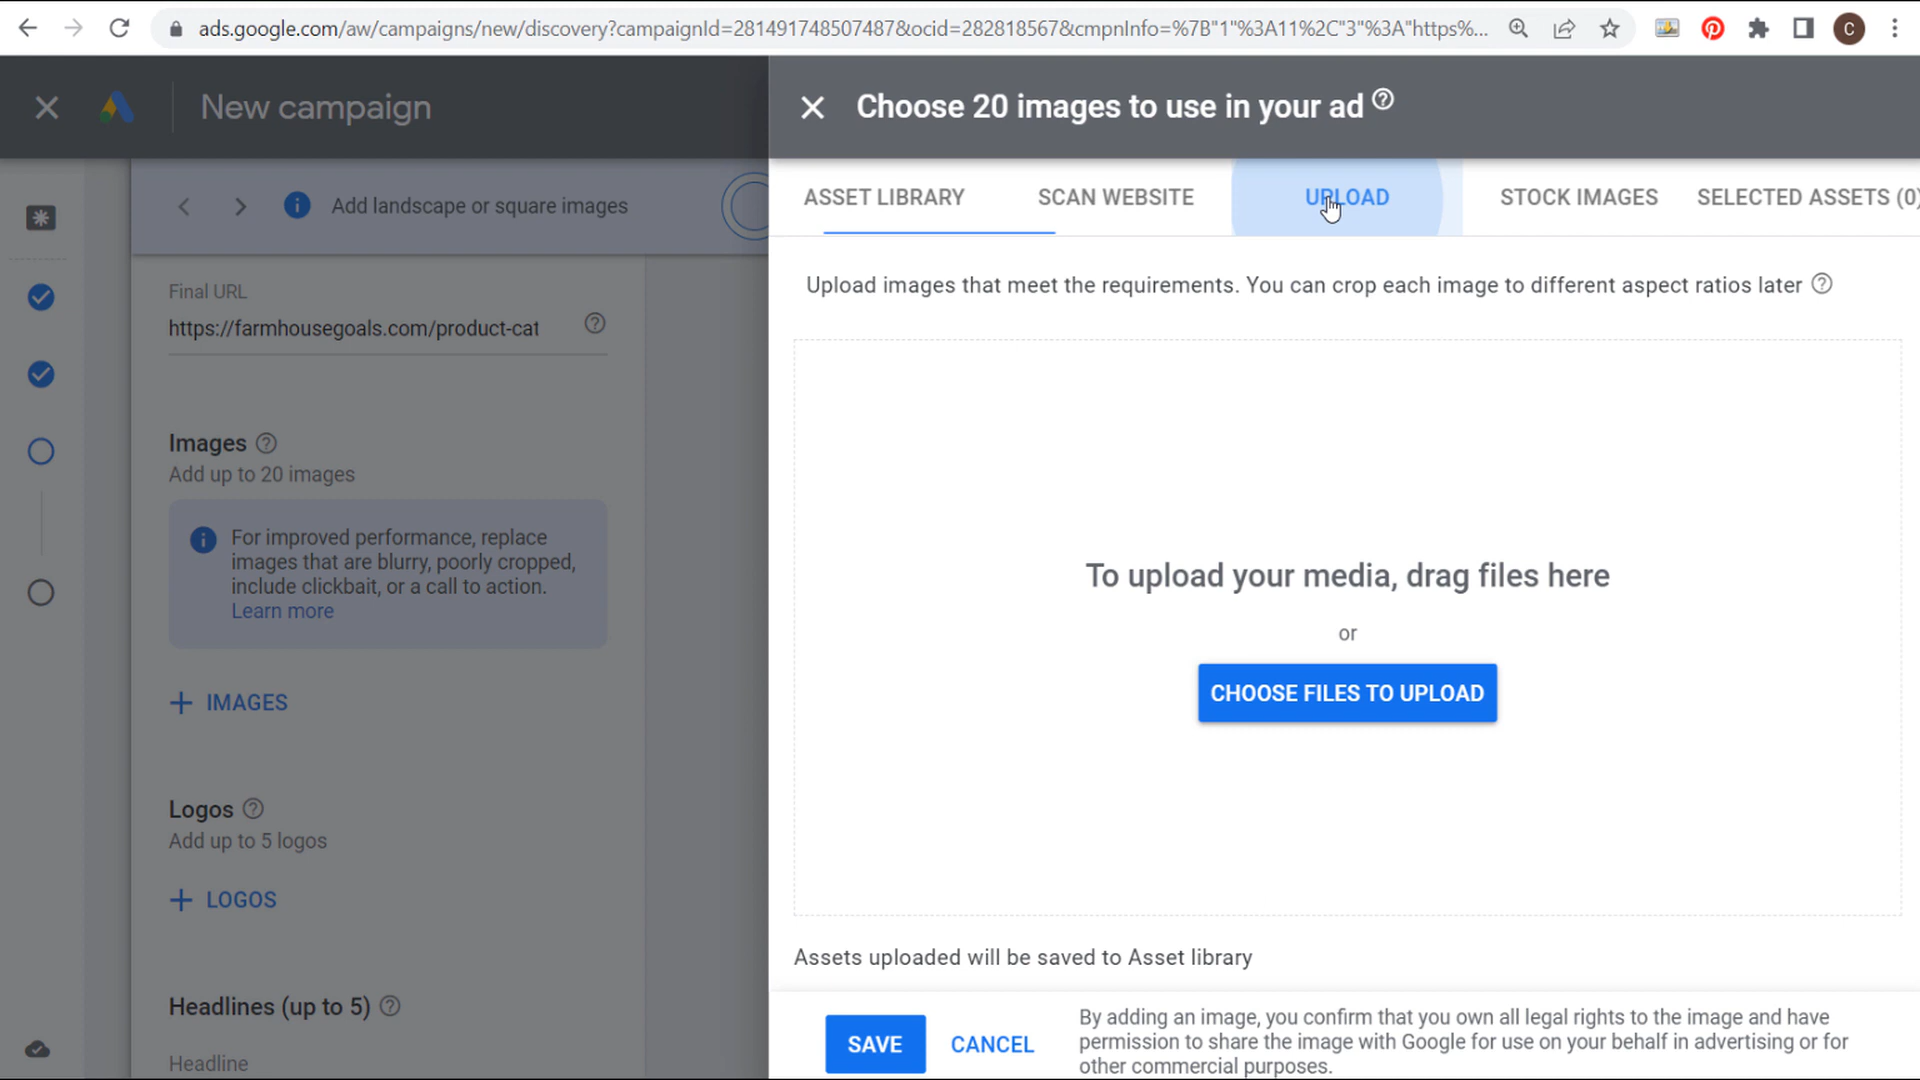 ads.google.com/aw/campaigns/new/discovery?campaignId=281491748507487&ocid=282818567&cmpnInfo=%7B"1"%3A11%2C"3"%3A"https%...
C
New campaign
Choose 20 images to use in your ad
Add landscape or square images
ASSET LIBRARY
SCAN WEBSITE
UPLOAD
STOCK IMAGES
SELECTED ASSETS (0)
Final URL
https://farmhousegoals.com/product-cat
Images
Add up to 20 images
For improved performance, replace
images that are blurry, poorly cropped,
include clickbait, or a call to action.
Learn more
+ IMAGES
Logos
Add up to 5 logos
+ LOGOS
Headlines (up to 5)
Headline
Upload images that meet the requirements. You can crop each image to different aspect ratios later
To upload your media, drag files here
or
CHOOSE FILES TO UPLOAD
Assets uploaded will be saved to Asset library
SAVE
CANCEL
By adding an image, you confirm that you own all legal rights to the image and have
permission to share the image with Google for use on your behalf in advertising or for
other commercial purposes.